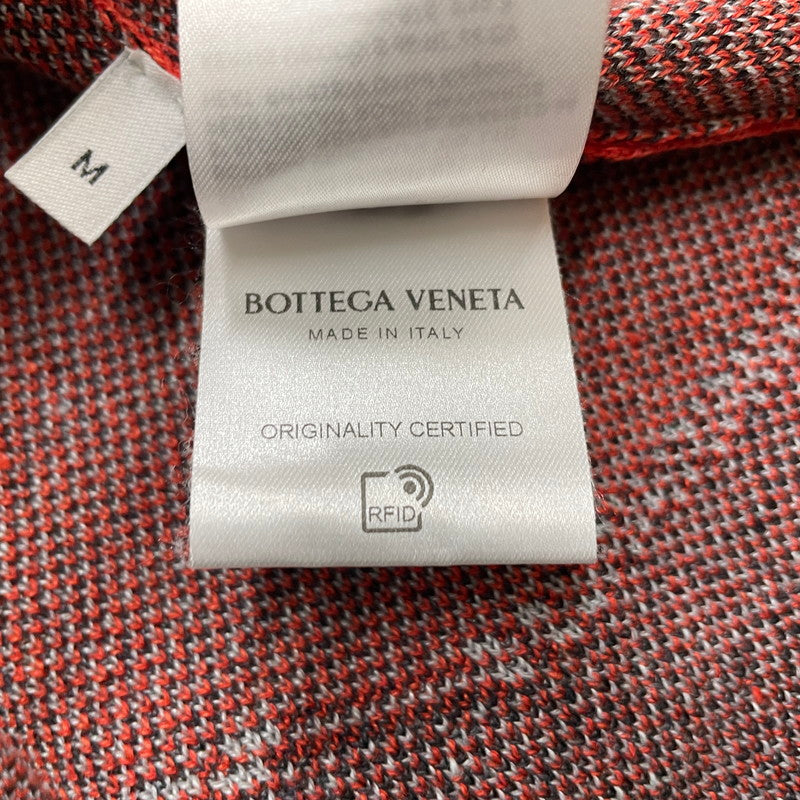 M
BOTTEGA VENETA
MADE IN ITALY
ORIGINALITY CERTIFIED
RFID